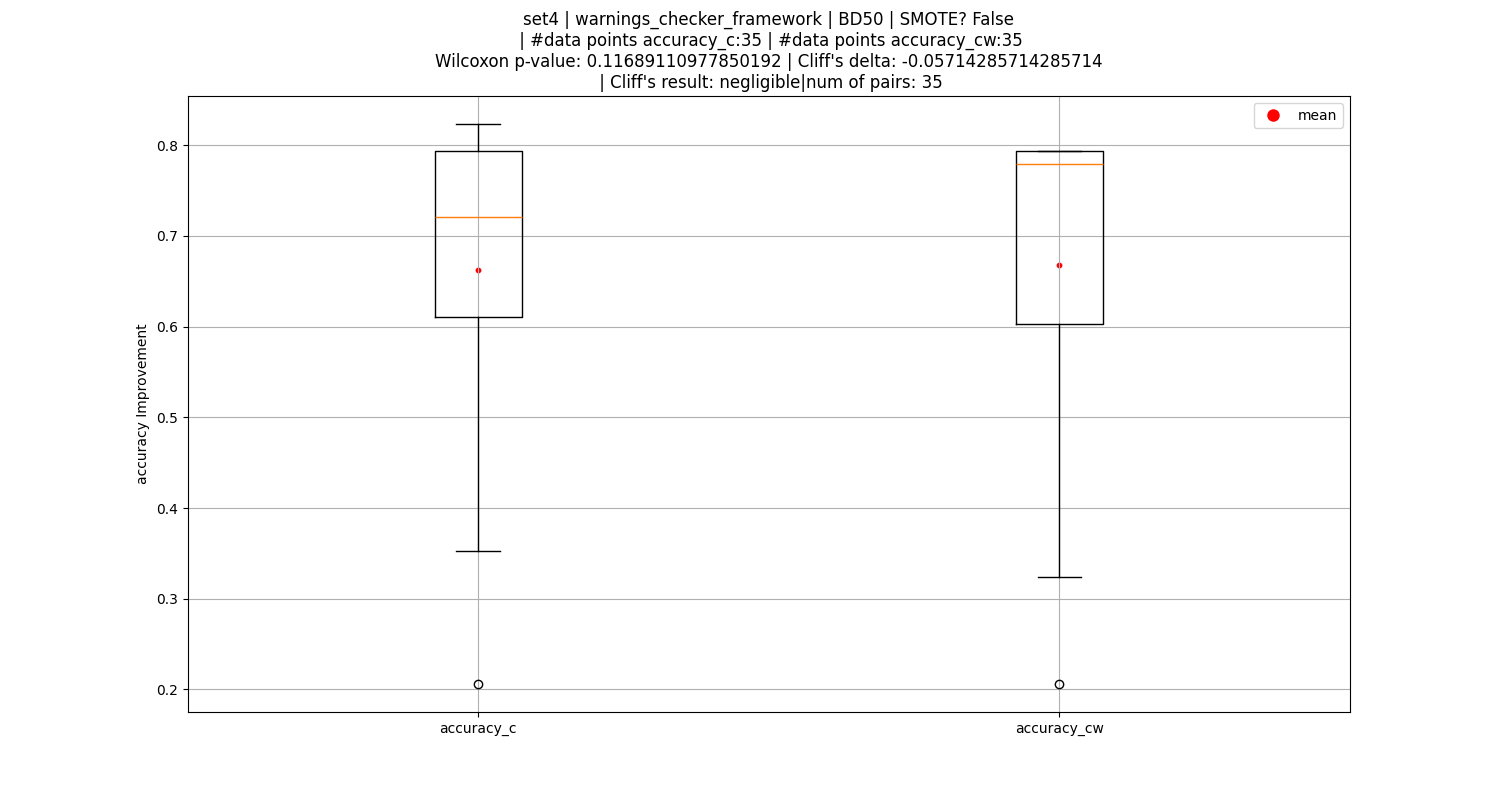 set4 | warnings_checker_framework | BD50 | SMOTE? False
| #data points accuracy_c:35 | #data points accuracy_cw:35
Wilcoxon p-value: 0.11689110977850192 | Cliff's delta: -0.05714285714285714
| Cliff's result: negligible|num of pairs: 35
mean
0.8
0.7
0.6
0.5
0.4
0.3
0.2
accuracy Improvement
accuracy_c
accuracy_cw